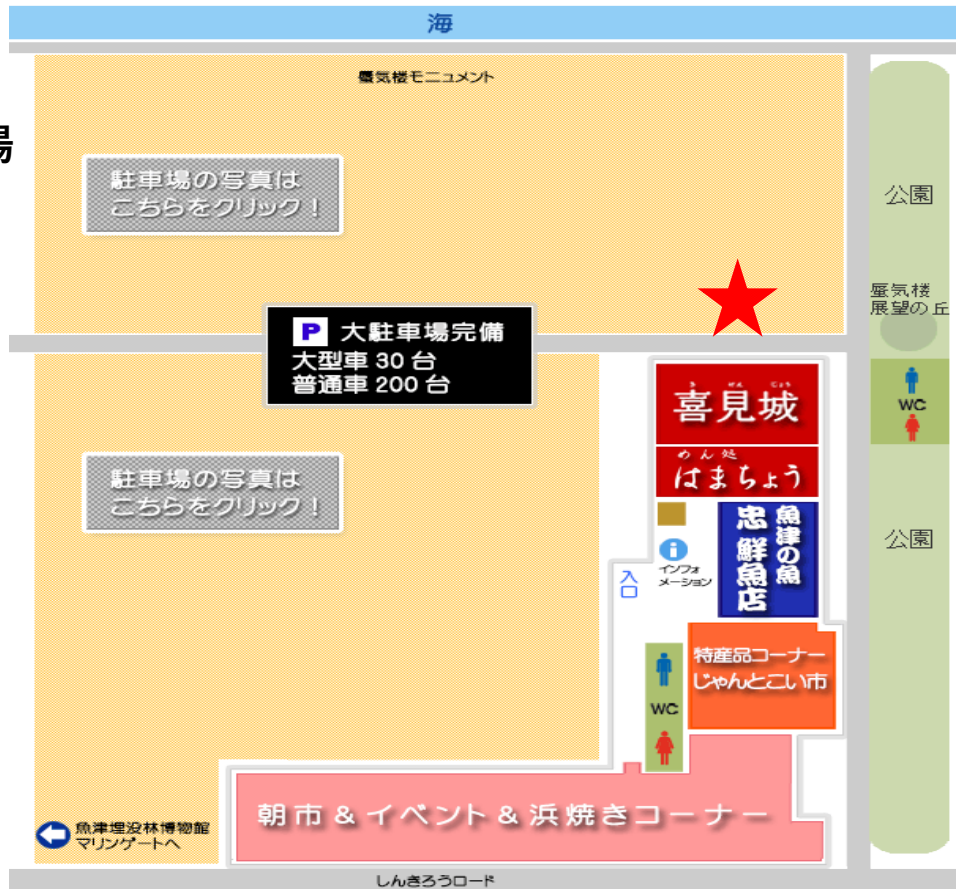 海
蜃気楼モニュメント
場
駐車場の写真は
こちらをクリック!
公園
蜃気楼
展望の丘
P 大駐車場完備
大型車 30 台
普通車 200 台
き けん じょう
喜見城
WC
めん処
はまちょう
駐車場の写真は
こちらをクリック!
魚津の魚
忠 鮮魚店
i
インフォ
メーション
入口
公園
特産品コーナー
じゃんとこい市
WC
朝市&イベント&浜焼きコーナー
魚津埋没林博物館
マリンゲートへ
しんきろうロード